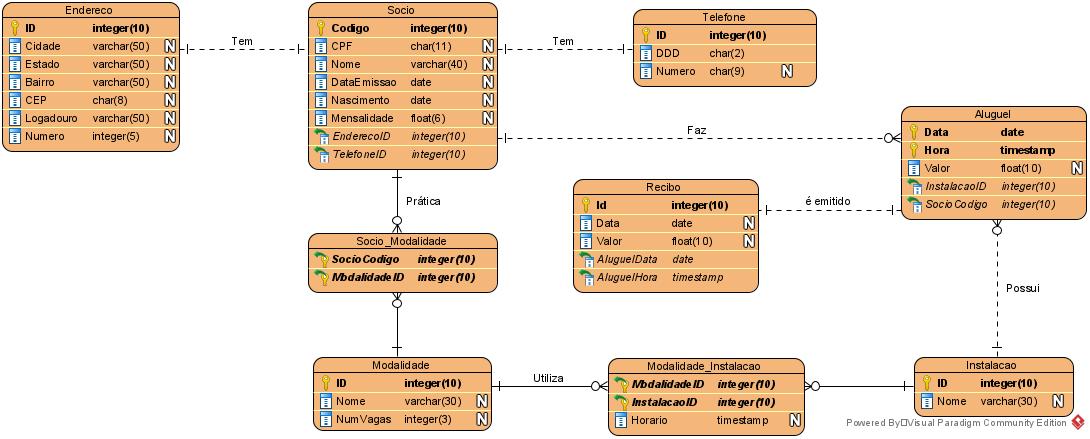 Endereco
ID integer(10)
Cidade varchar(50) N
Estado varchar(50) N
Bairro varchar(50) N
CEP char(8) N
Logadouro varchar(50) N
Numero integer(5) N
Tem
Socio
Codigo integer(10)
CPF char(11) N
Nome varchar(40) N
DataEmissao date N
Nascimento date N
Mensalidade float(6) N
EnderecoID integer(10)
TelefoneID integer(10)
Tem
Telefone
ID integer(10)
DDD char(2)
Numero char(9) N
Faz
Aluguel
Data date
Hora timestamp
Valor float(10) N
InstalacaoID integer(10)
SocioCodigo integer(10)
Prática
Recibo
Id integer(10)
Data date N
Valor float(10) N
AluguelData date
AluguelHora timestamp
é emitido
Socio_Modalidade
SocioCodigo integer(10)
ModalidadeID integer(10)
Possui
Modalidade
ID integer(10)
Nome varchar(30) N
NumVagas integer(3) N
Utiliza
Modalidade_Instalacao
ModalidadeID integer(10)
InstalacaoID integer(10)
Horario timestamp N
Instalacao
ID integer(10)
Nome varchar(30) N
Powered By Visual Paradigm Community Edition